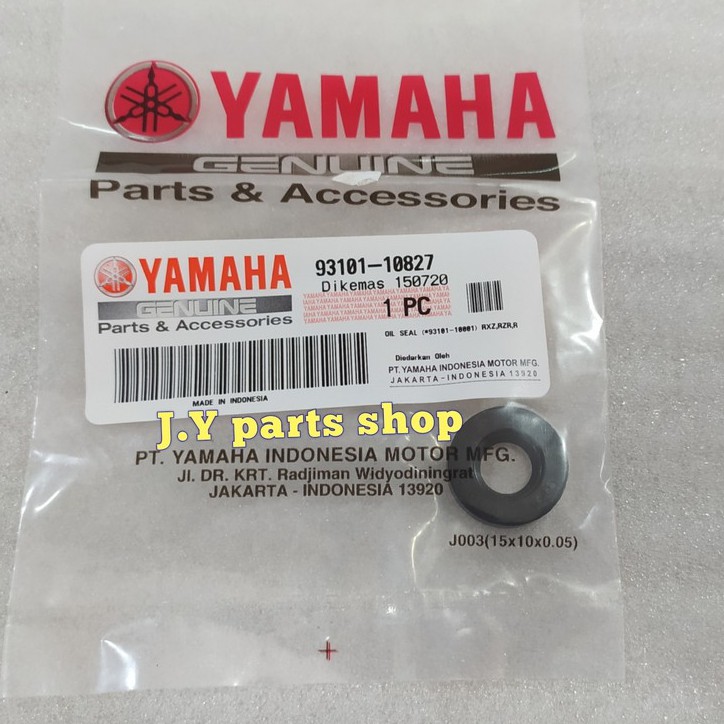 YAMAHA
GENUINE
Parts & Accessories
YAMAHA
GENUINE
Parts & Accessories
93101-10827
Dikemas 150720
1 PC
OIL SEAL (*93101-10001) RXZ,RZR,R
Diedarkan Oleh
PT. YAMAHA INDONESIA MOTOR MFG.
JAKARTA-INDONESIA 13920
MADE IN INDONESIA
J.Y parts shop
PT. YAMAHA INDONESIA MOTOR MFG.
Jl. DR. KRT. Radjiman Widyodiningrat
JAKARTA - INDONESIA 13920
J003(15x10x0.05)